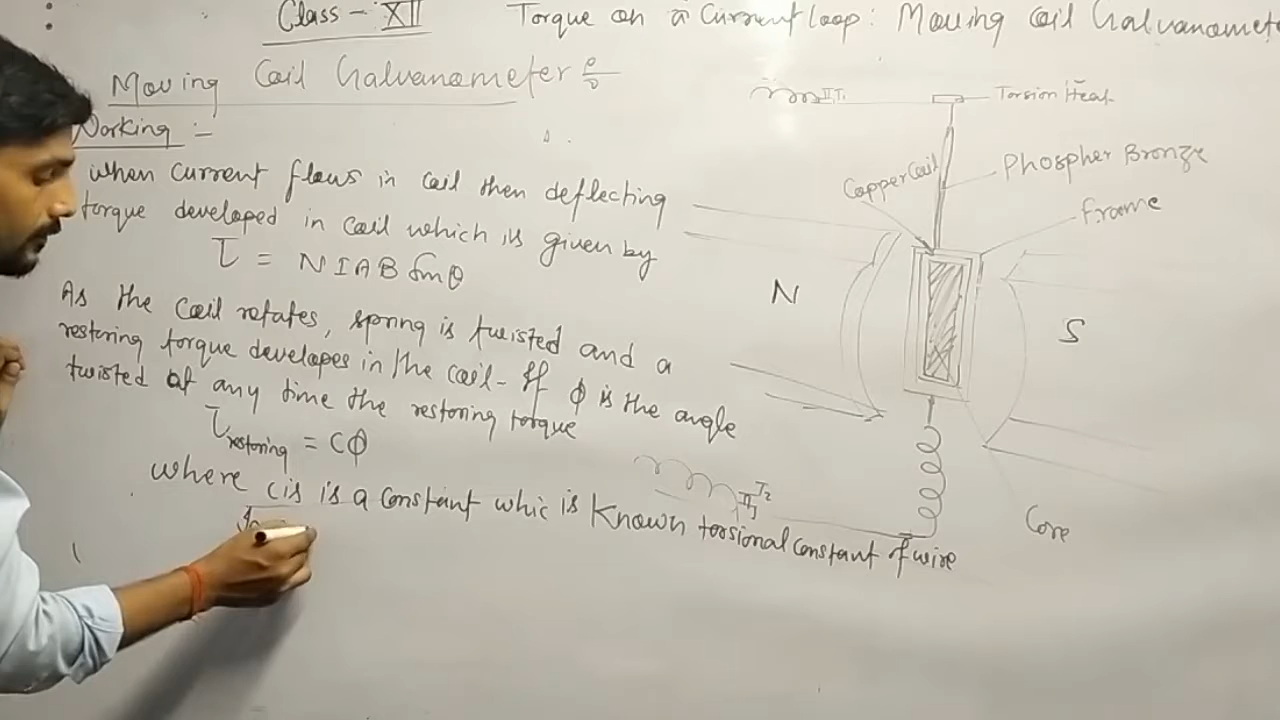 Class - XII Torque on a Current loop: Moving Coil Galvanomete
Moving Coil Galvanometer
Working :-
when current flows in coil then deflecting
torque developed in coil which is given by
τ = NIAB Sinθ
As the coil rotates, spring is twisted and a
restoring torque developes in the coil- If ϕ is the angle
twisted at any time the restoring torque
τrestoring = Cϕ
where C is is a constant whic is Known torsional constant of wire
T1
Torsion Head
Copper Coil
Phospher Bronze
frame
N
S
T2
Core